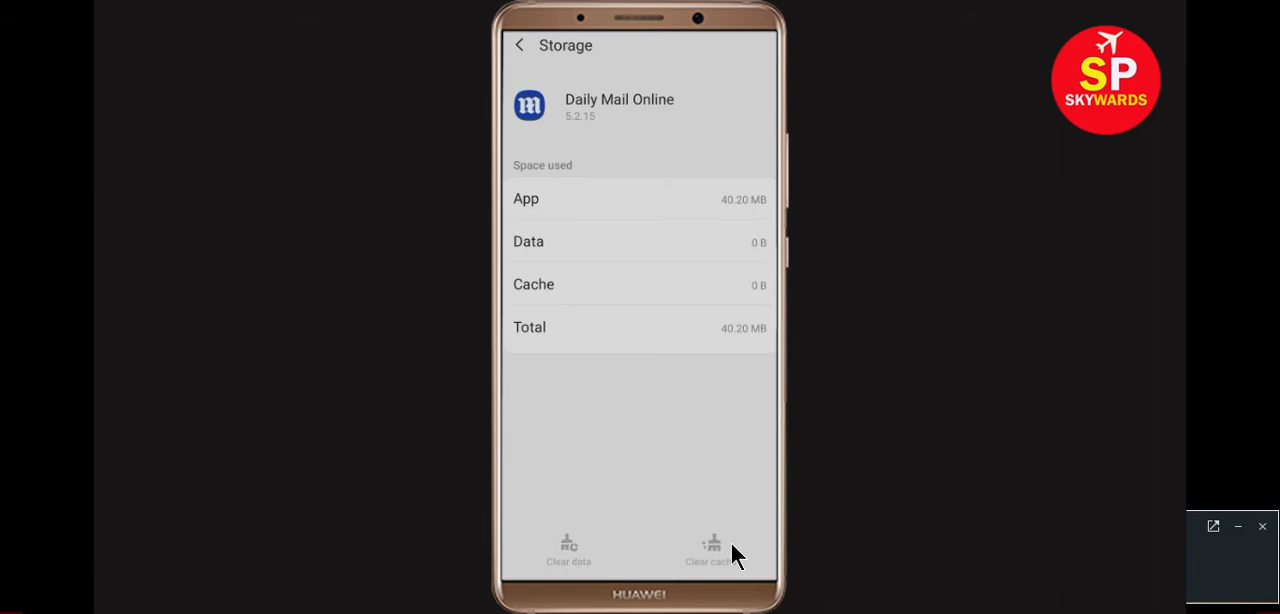 Storage
Daily Mail Online
5.2.15
Space used
App 40.20 MB
Data 0 B
Cache 0 B
Total 40.20 MB
Clear data
HUAWEI
SP
SKYWARDS